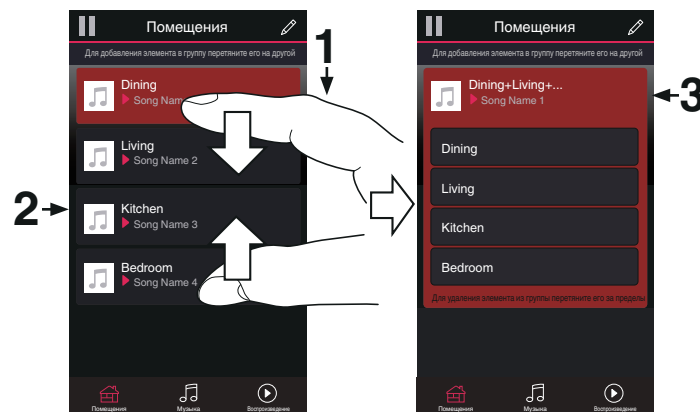 Помещения
Для добавления элемента в группу перетяните его на другой
1
Dining
Song Nam
Living
Song Name 2
2
Kitchen
Song Name 3
Bedroom
Song Name 4
Помещения
Музыка
Воспроизведение
Помещения
Для добавления элемента в группу перетяните его на другой
Dining+Living+...
Song Name 1
3
Dining
Living
Kitchen
Bedroom
Для удаления элемента из группы перетяните его за пределы
Помещения
Музыка
Воспроизведение